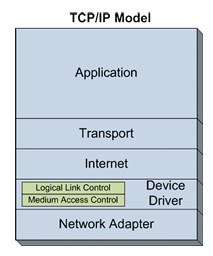 TCP/IP Model
Application
Transport
Internet
Logical Link Control
Medium Access Control
Device
Driver
Network Adapter